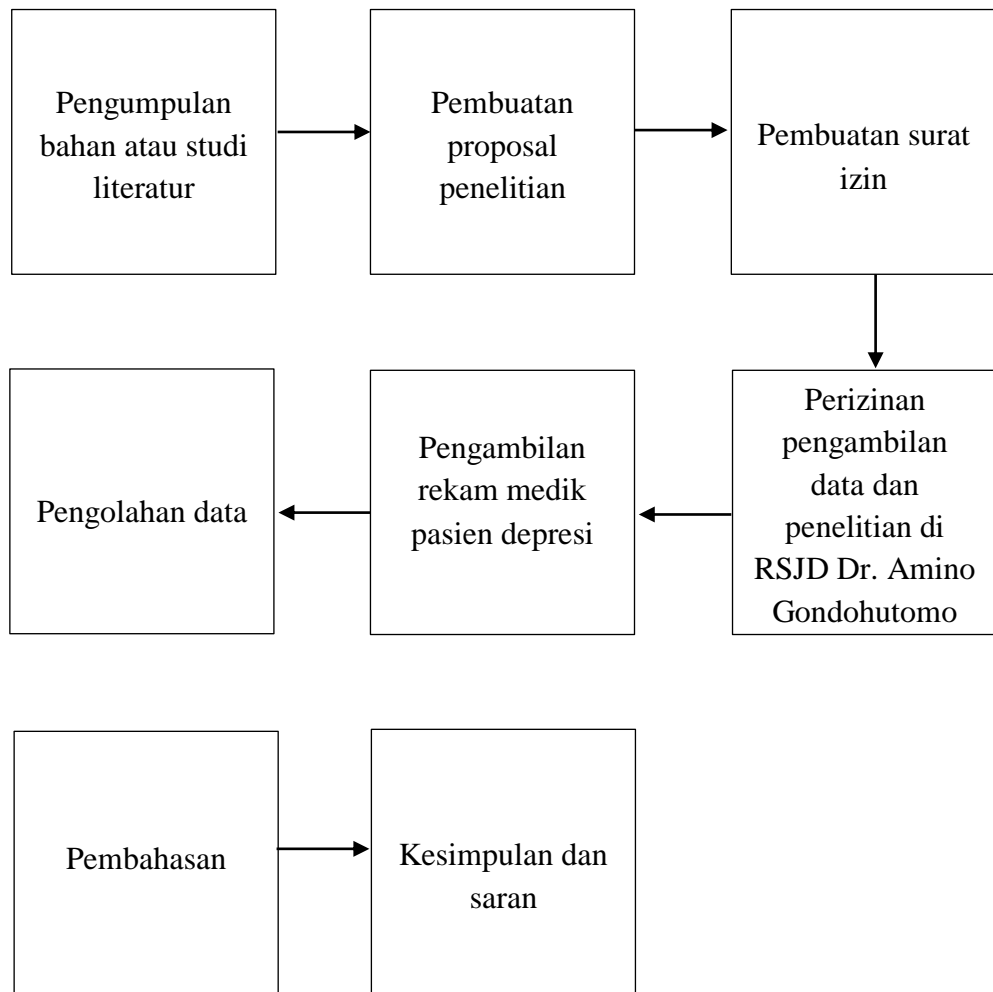 Pengumpulan
bahan atau studi
literatur
Pembuatan
proposal
penelitian
Pembuatan surat
izin
Perizinan
pengambilan
data dan
penelitian di
RSJD Dr. Amino
Gondohutomo
Pengambilan
rekam medik
pasien depresi
Pengolahan data
Pembahasan
Kesimpulan dan
saran